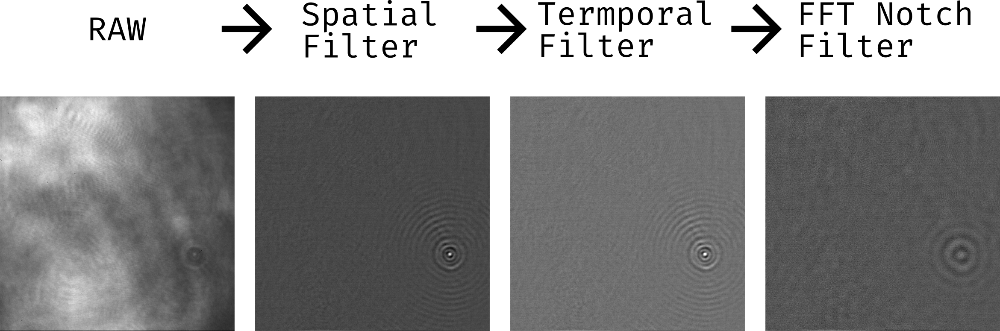 RAW
Spatial
Filter
Termporal
Filter
FFT Notch
Filter